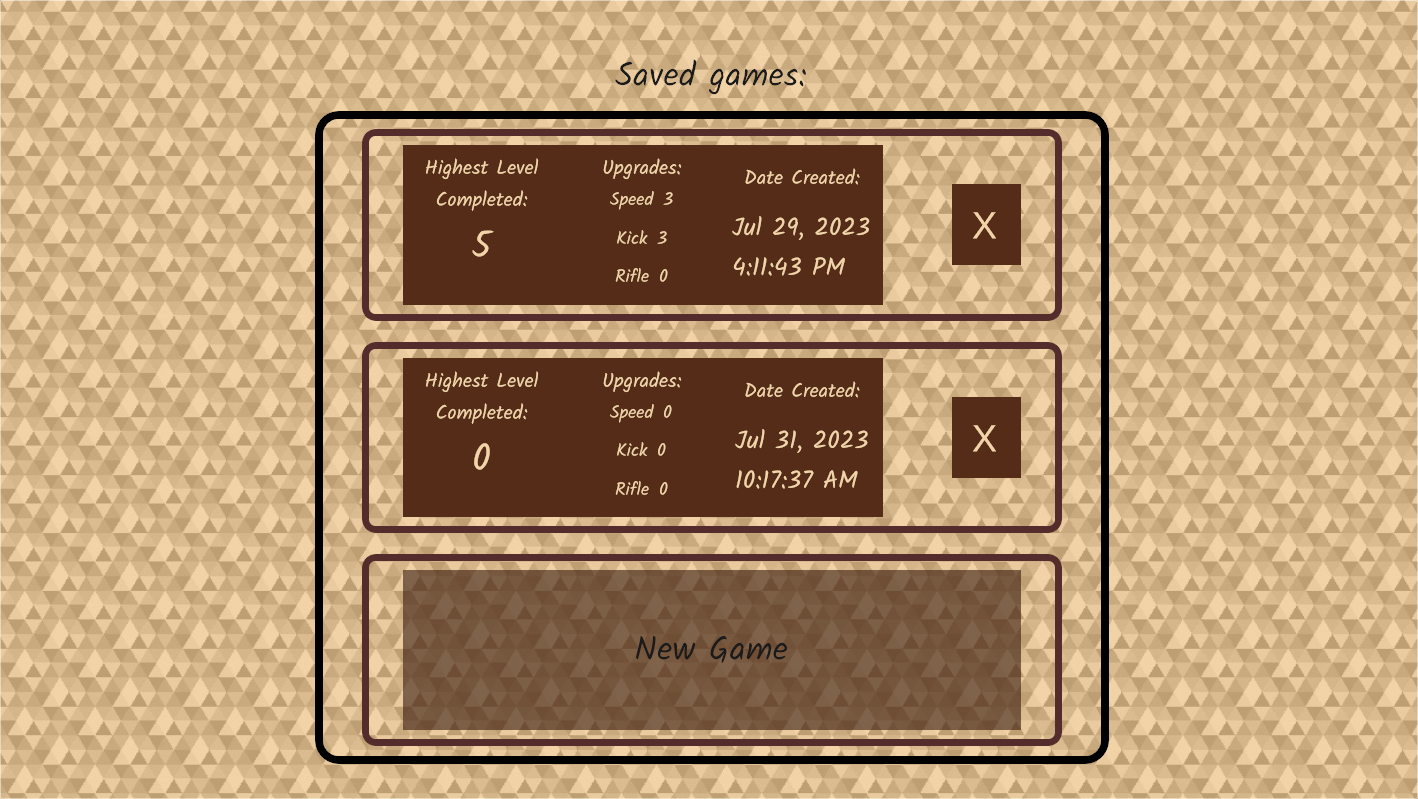 Saved games:
Highest Level
Completed:
5
Upgrades:
Speed 3
Kick 3
Rifle 0
Date Created:
Jul 29, 2023
4:11:43 PM
X
Highest Level
Completed:
0
Upgrades:
Speed 0
Kick 0
Rifle 0
Date Created:
Jul 31, 2023
10:17:37 AM
X
New Game